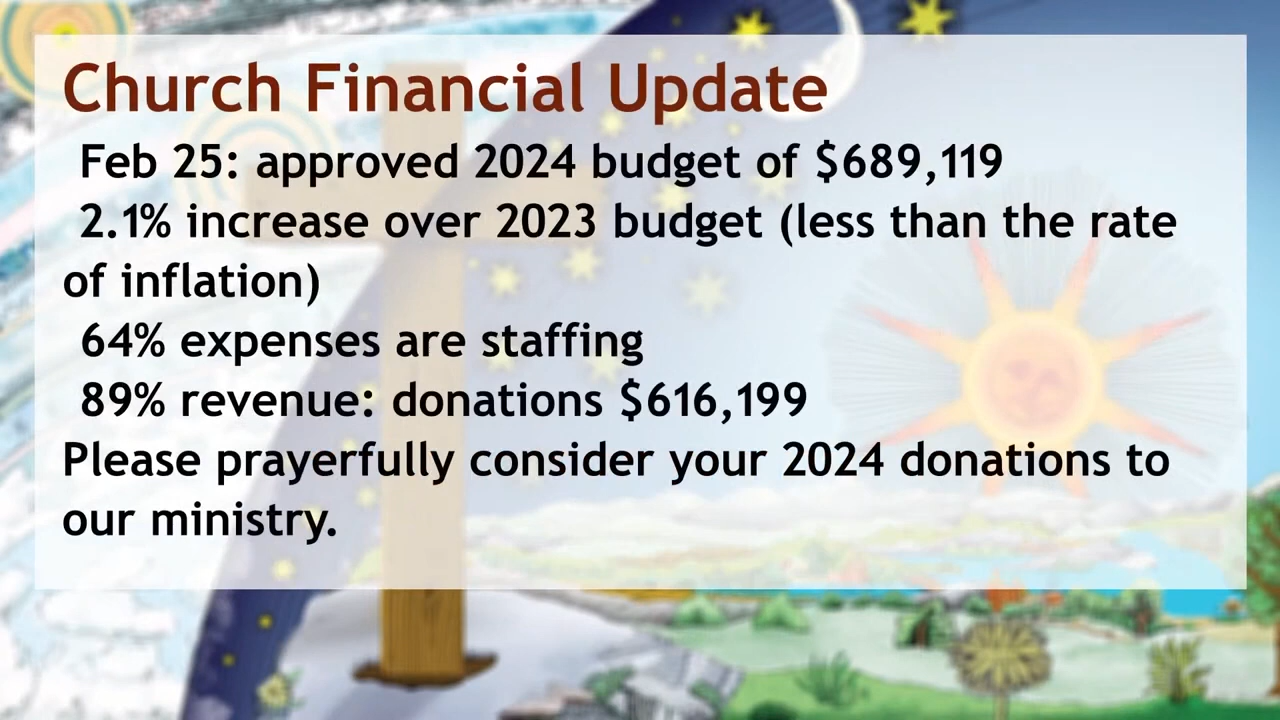 Church Financial Update
Feb 25: approved 2024 budget of $689,119
2.1% increase over 2023 budget (less than the rate
of inflation)
64% expenses are staffing
89% revenue: donations $616,199
Please prayerfully consider your 2024 donations to
our ministry.